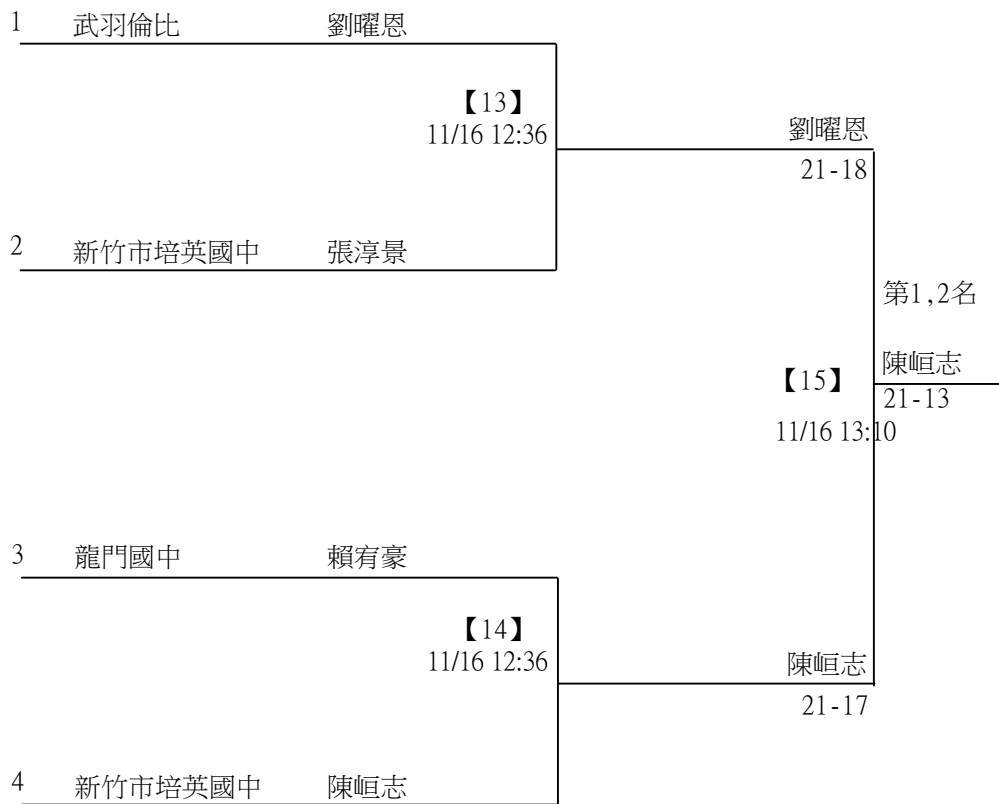 1 武羽倫比 劉曜恩
【13】
11/16 12:36
劉曜恩
21-18
2 新竹市培英國中 張淳景
第1,2名
【15】
陳峘志
21-13
11/16 13:10
3 龍門國中 賴宥豪
【14】
11/16 12:36
陳峘志
21-17
4 新竹市培英國中 陳峘志